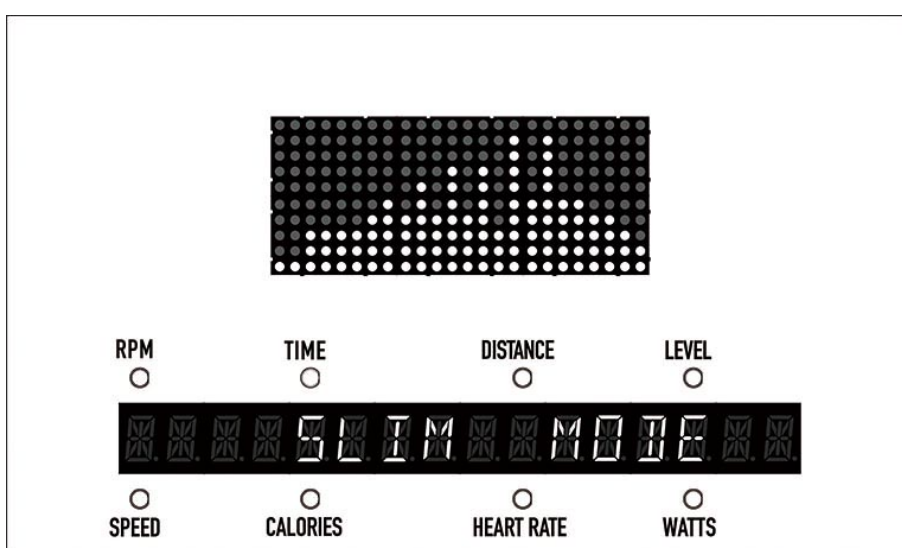 RPM TIME DISTANCE LEVEL
SLIM MODE
SPEED CALORIES HEART RATE WATTS